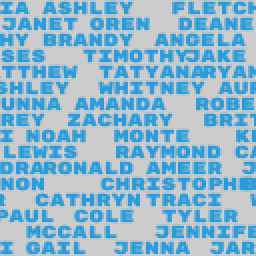 IA ASHLEY FLETCH
JANET OREN DEANE
HY BRANDY ANGELA
SES TIMOTHY JAKE
TTHEW TATYANA RYAN
SHLEY WHITNEY AUR
UNNA AMANDA ROBE
REY ZACHARY BRIT
I NOAH MONTE KI
LEWIS RAYMOND CA
DRA RONALD AMEER J
NON CHRISTOPHE
R CATHRYN TRACI W
PAUL COLE TYLER
MCCALL JENNIFE
I GAIL JENNA JAR